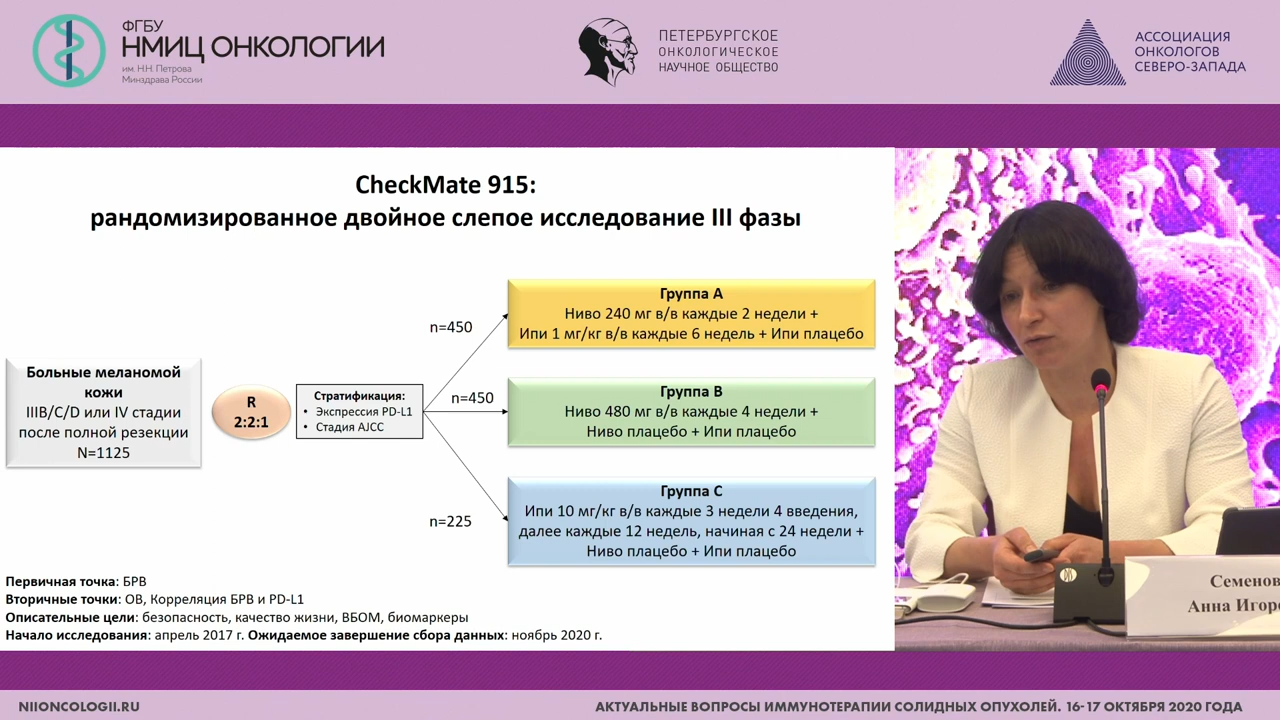 ФГБУ
НМИЦ ОНКОЛОГИИ
им. Н.Н. Петрова
Минздрава России
ПЕТЕРБУРГСКОЕ
ОНКОЛОГИЧЕСКОЕ
НАУЧНОЕ ОБЩЕСТВО
АССОЦИАЦИЯ
ОНКОЛОГОВ
СЕВЕРО-ЗАПАДА
CheckMate 915:
рандомизированное двойное слепое исследование III фазы
Больные меланомой
кожи
IIIB/C/D или IV стадии
после полной резекции
N=1125
R
2:2:1
Стратификация:
• Экспрессия PD-L1
• Стадия AJCC
n=450
n=450
n=225
Группа А
Ниво 240 мг в/в каждые 2 недели +
Ипи 1 мг/кг в/в каждые 6 недель + Ипи плацебо
Группа В
Ниво 480 мг в/в каждые 4 недели +
Ниво плацебо + Ипи плацебо
Группа С
Ипи 10 мг/кг в/в каждые 3 недели 4 введения,
далее каждые 12 недель, начиная с 24 недели +
Ниво плацебо + Ипи плацебо
Первичная точка: БРВ
Вторичные точки: ОВ, Корреляция БРВ и PD-L1
Описательные цели: безопасность, качество жизни, ВБОМ, биомаркеры
Начало исследования: апрель 2017 г. Ожидаемое завершение сбора данных: ноябрь 2020 г.
Семенов
Анна Игоре
NIIONCOLOGII.RU
АКТУАЛЬНЫЕ ВОПРОСЫ ИММУНОТЕРАПИИ СОЛИДНЫХ ОПУХОЛЕЙ. 16-17 ОКТЯБРЯ 2020 ГОДА